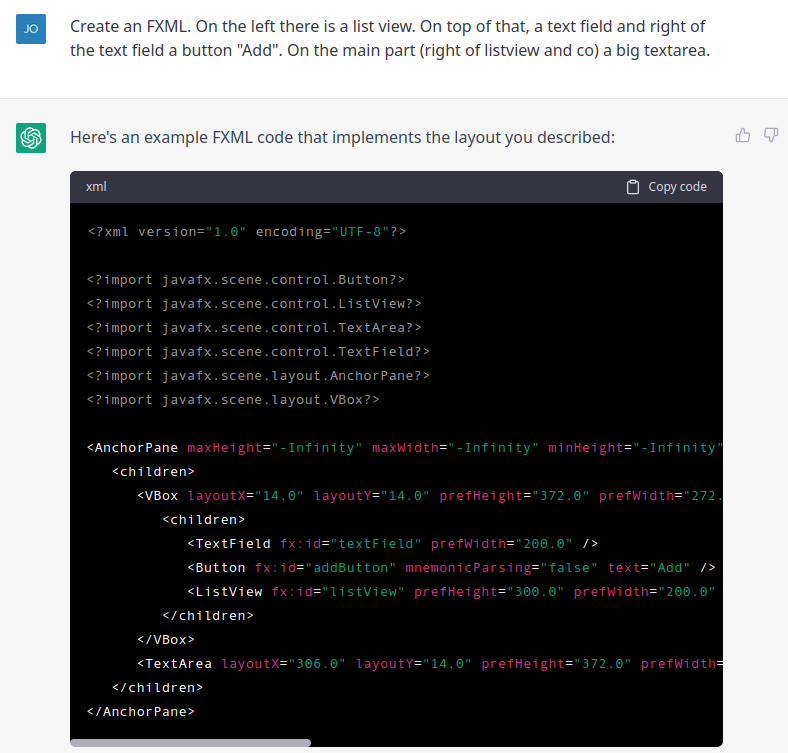 JO
Create an FXML. On the left there is a list view. On top of that, a text field and right of
the text field a button "Add". On the main part (right of listview and co) a big textarea.
Here's an example FXML code that implements the layout you described:
xml Copy code
<?xml version="1.0" encoding="UTF-8"?>
<?import javafx.scene.control.Button?>
<?import javafx.scene.control.ListView?>
<?import javafx.scene.control.TextArea?>
<?import javafx.scene.control.TextField?>
<?import javafx.scene.layout.AnchorPane?>
<?import javafx.scene.layout.VBox?>
<AnchorPane maxHeight="-Infinity" maxWidth="-Infinity" minHeight="-Infinity"
<children>
<VBox layoutX="14.0" layoutY="14.0" prefHeight="372.0" prefWidth="272.
<children>
<TextField fx:id="textField" prefWidth="200.0" />
<Button fx:id="addButton" mnemonicParsing="false" text="Add" />
<ListView fx:id="listView" prefHeight="300.0" prefWidth="200.0"
</children>
</VBox>
<TextArea layoutX="306.0" layoutY="14.0" prefHeight="372.0" prefWidth=
</children>
</AnchorPane>